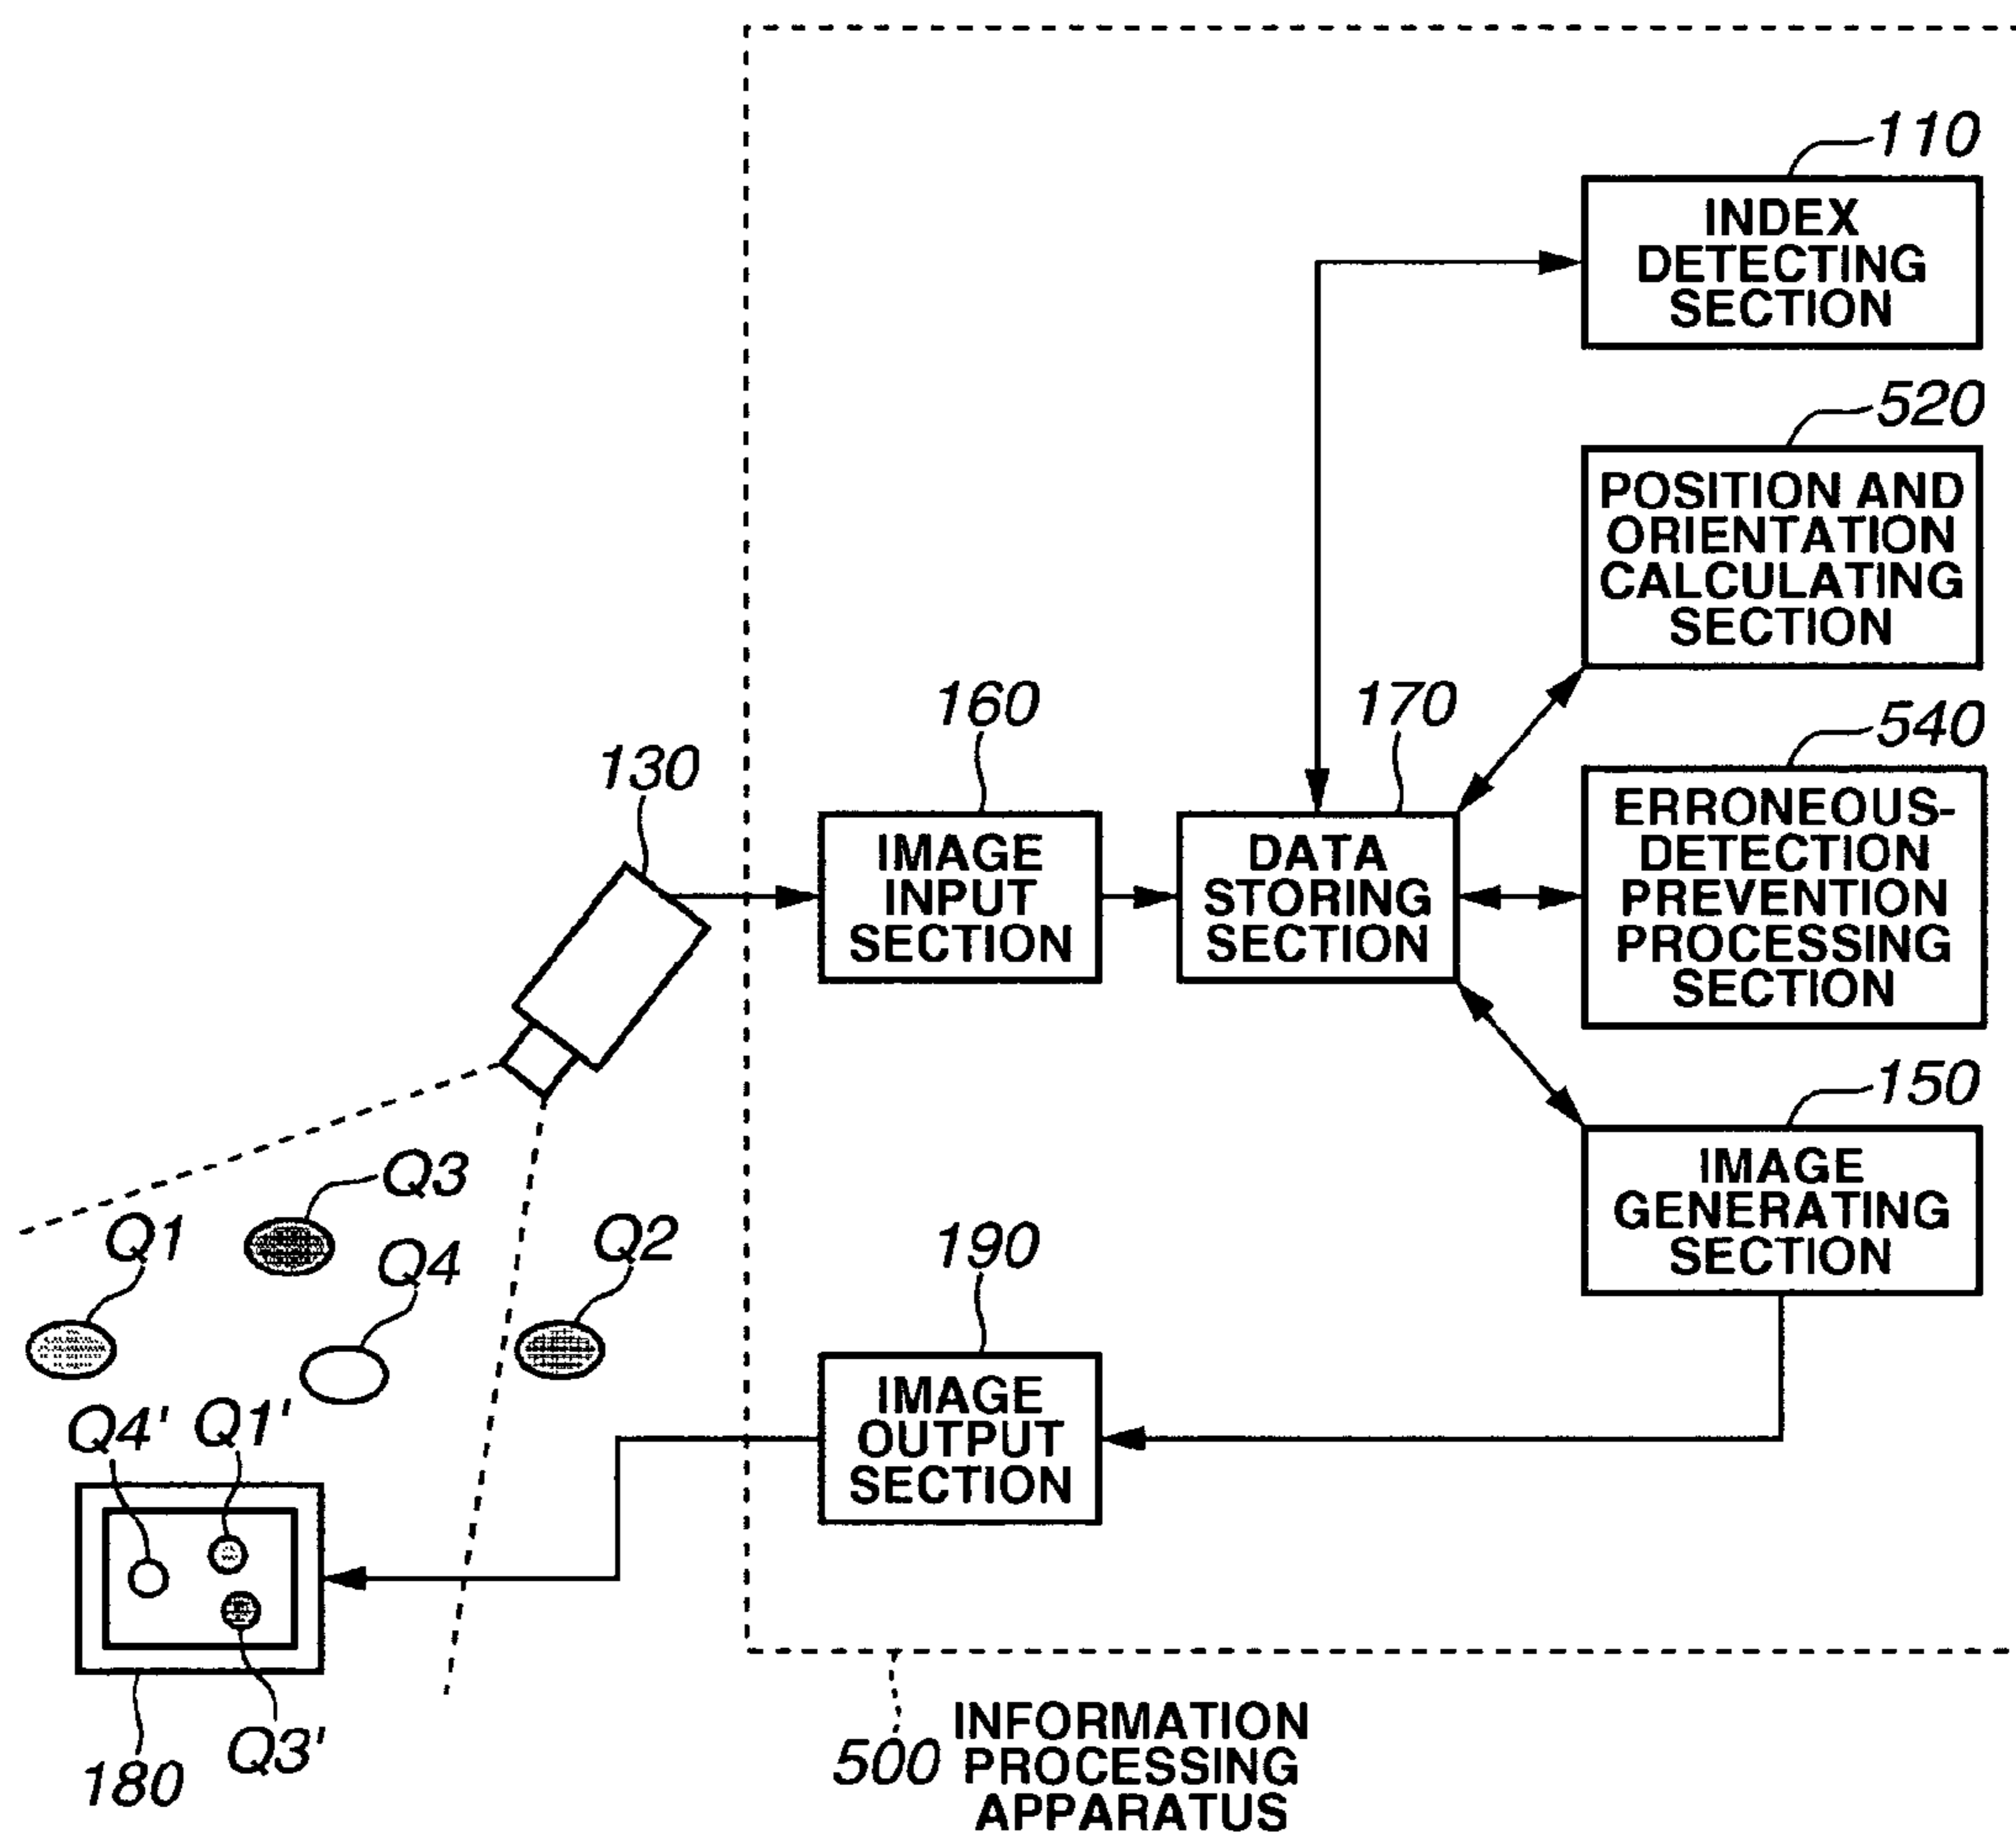 110
INDEX
DETECTING
SECTION
520
POSITION AND
ORIENTATION
CALCULATING
SECTION
160
170
540
130
IMAGE
INPUT
SECTION
DATA
STORING
SECTION
ERRONEOUS-
DETECTION
PREVENTION
PROCESSING
SECTION
150
IMAGE
GENERATING
SECTION
Q3
Q1
Q4
Q2
190
IMAGE
OUTPUT
SECTION
Q4'
Q1'
Q3'
180
500
INFORMATION
PROCESSING
APPARATUS